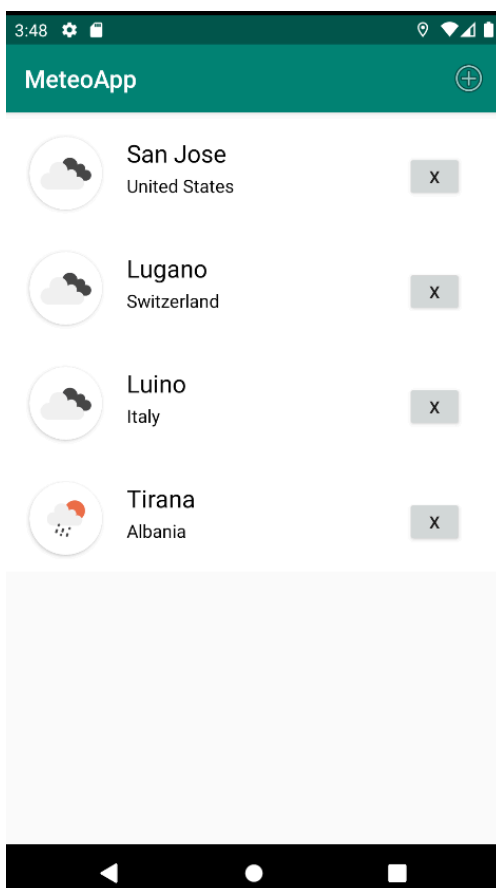 3:48
MeteoApp
San Jose
United States
X
Lugano
Switzerland
X
Luino
Italy
X
Tirana
Albania
X